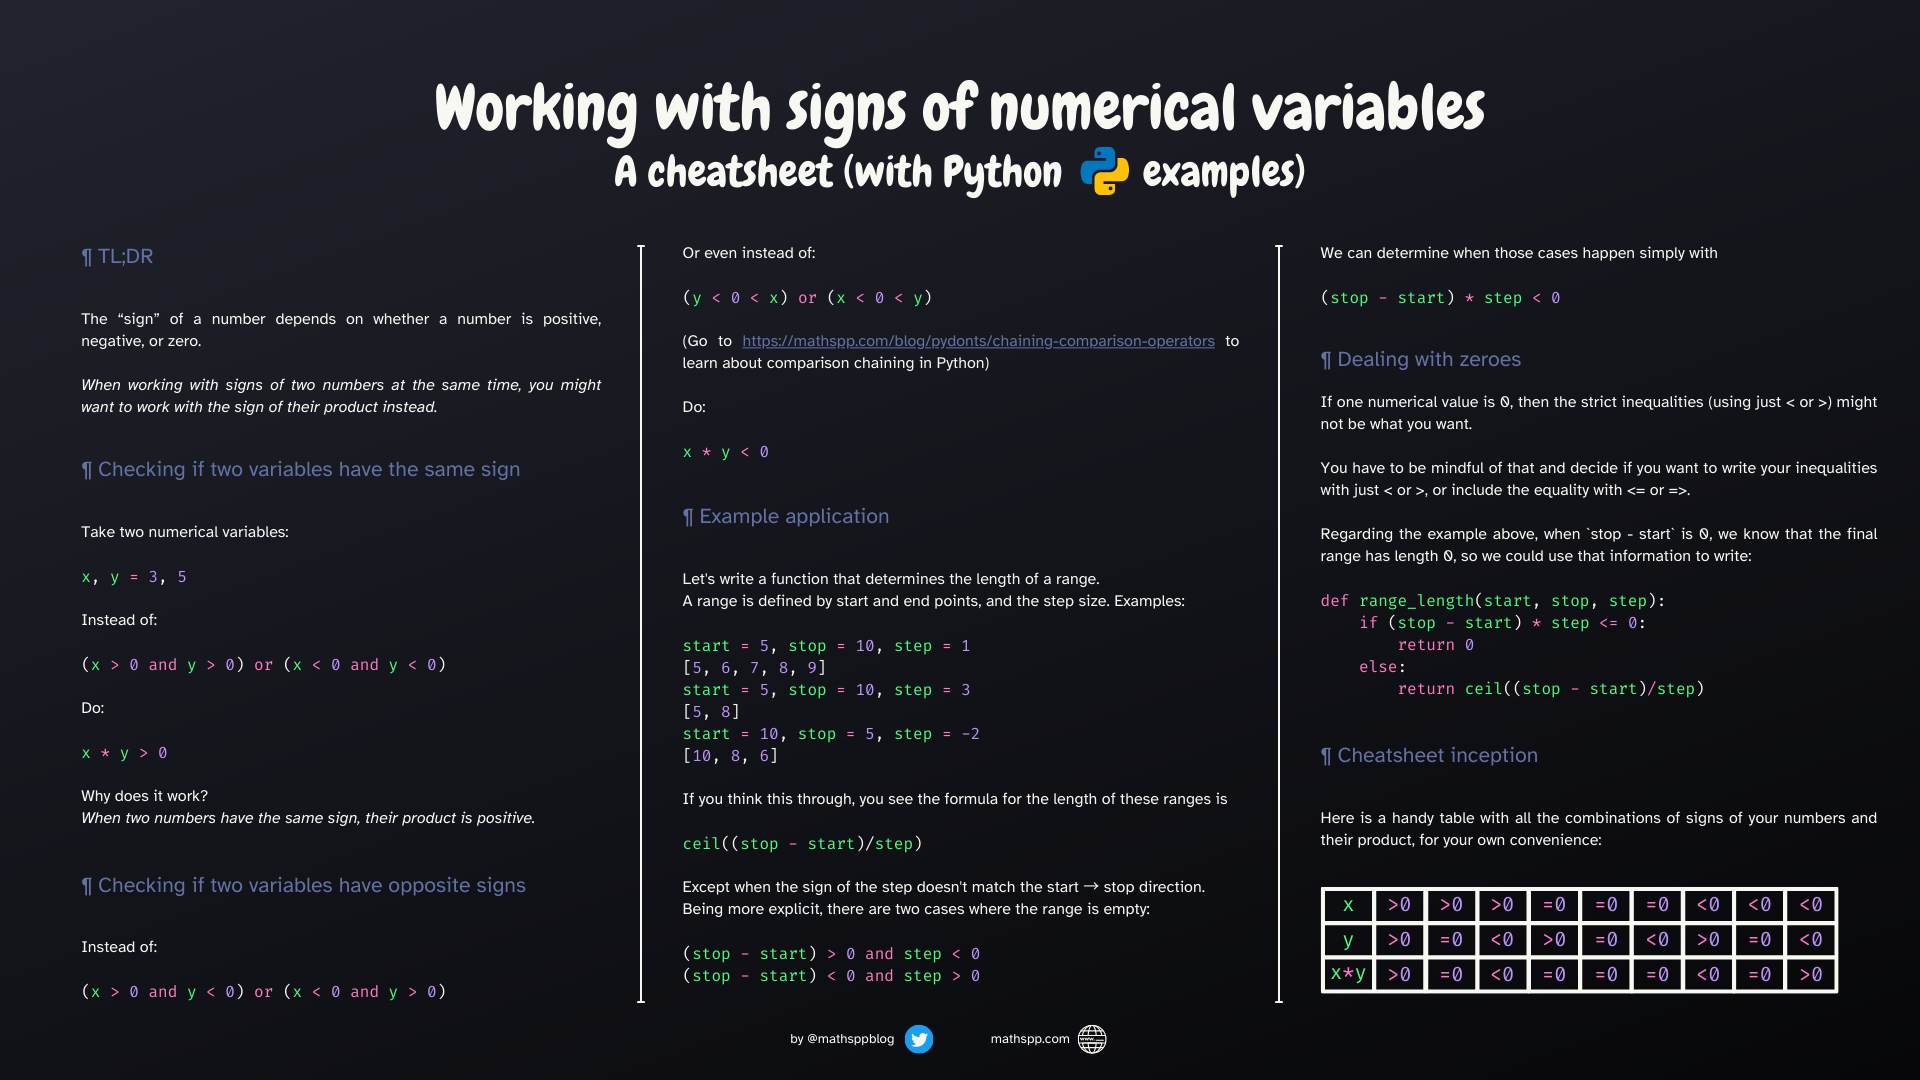 Working with signs of numerical variables
A cheatsheet (with Python examples)
¶ TL;DR
The “sign” of a number depends on whether a number is positive,
negative, or zero.
When working with signs of two numbers at the same time, you might
want to work with the sign of their product instead.
¶ Checking if two variables have the same sign
Take two numerical variables:
x, y = 3, 5
Instead of:
(x > 0 and y > 0) or (x < 0 and y < 0)
Do:
x * y > 0
Why does it work?
When two numbers have the same sign, their product is positive.
¶ Checking if two variables have opposite signs
Instead of:
(x > 0 and y < 0) or (x < 0 and y > 0)
Or even instead of:
(y < 0 < x) or (x < 0 < y)
(Go to https://mathspp.com/blog/pydonts/chaining-comparison-operators to
learn about comparison chaining in Python)
Do:
x * y < 0
¶ Example application
Let's write a function that determines the length of a range.
A range is defined by start and end points, and the step size. Examples:
start = 5, stop = 10, step = 1
[5, 6, 7, 8, 9]
start = 5, stop = 10, step = 3
[5, 8]
start = 10, stop = 5, step = -2
[10, 8, 6]
If you think this through, you see the formula for the length of these ranges is
ceil((stop - start)/step)
Except when the sign of the step doesn't match the start → stop direction.
Being more explicit, there are two cases where the range is empty:
(stop - start) > 0 and step < 0
(stop - start) < 0 and step > 0
We can determine when those cases happen simply with
(stop - start) * step < 0
¶ Dealing with zeroes
If one numerical value is 0, then the strict inequalities (using just < or >) might
not be what you want.
You have to be mindful of that and decide if you want to write your inequalities
with just < or >, or include the equality with <= or =>.
Regarding the example above, when `stop - start` is 0, we know that the final
range has length 0, so we could use that information to write:
def range_length(start, stop, step):
    if (stop - start) * step <= 0:
        return 0
    else:
        return ceil((stop - start)/step)
¶ Cheatsheet inception
Here is a handy table with all the combinations of signs of your numbers and
their product, for your own convenience:
x >0 >0 >0 =0 =0 =0 <0 <0 <0
y >0 =0 <0 >0 =0 <0 >0 =0 <0
x*y >0 =0 <0 =0 =0 =0 <0 =0 >0
by @mathsppblog
mathspp.com
www.